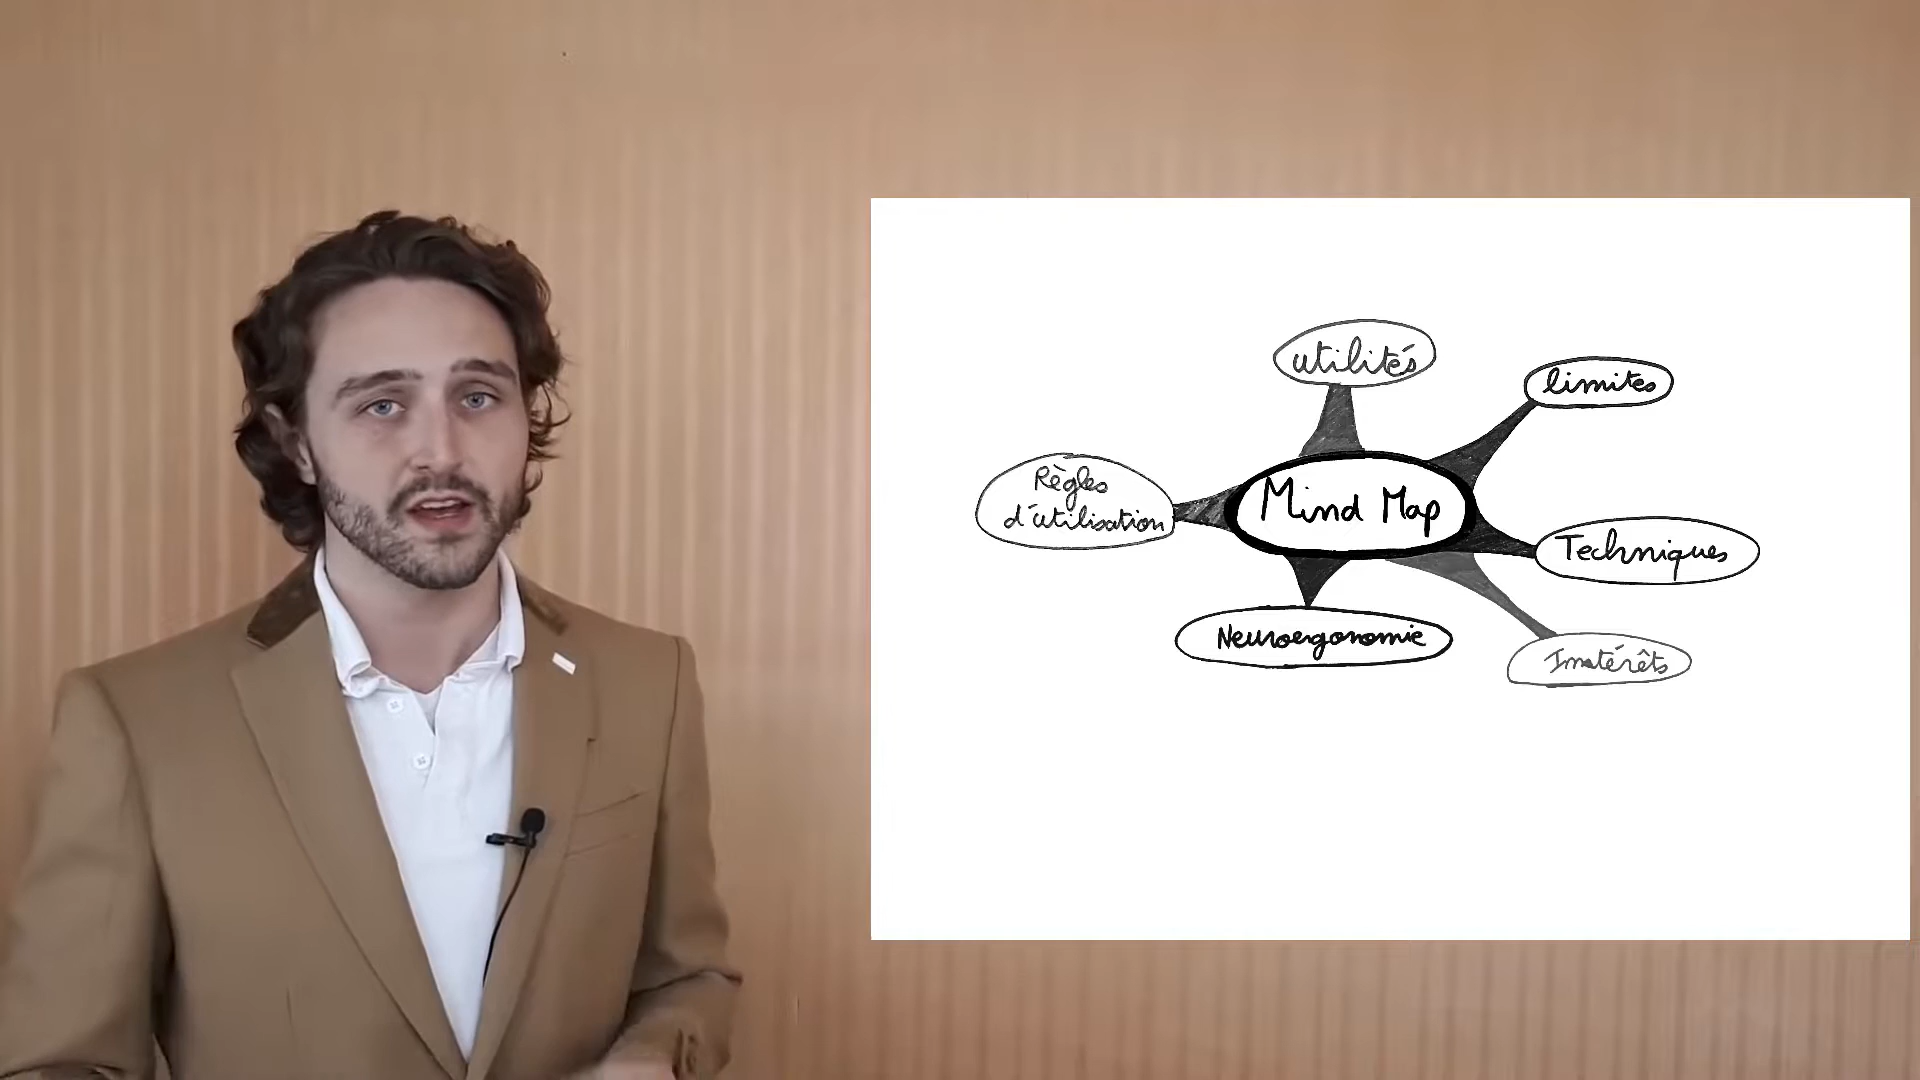 utilités
limites
Règles
d'utilisation
Mind Map
Techniques
Neuroergonomie
Intérêts